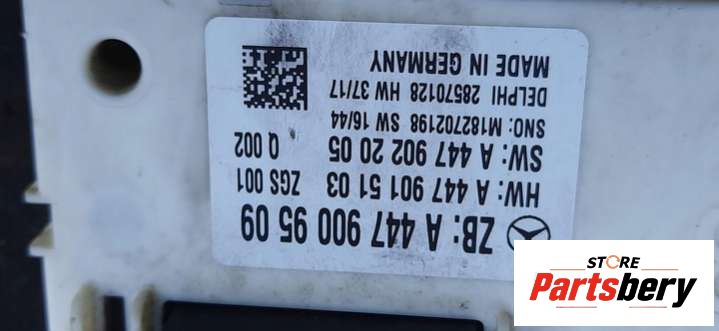 ZB: A 447 900 95 09
HW: A 447 901 51 03 ZGS 001
SW: A 447 902 20 05 Q 002
SNO: M182702198 SW 16/44
DELPHI 28570128 HW 37/17
MADE IN GERMANY
STORE
Partsbery